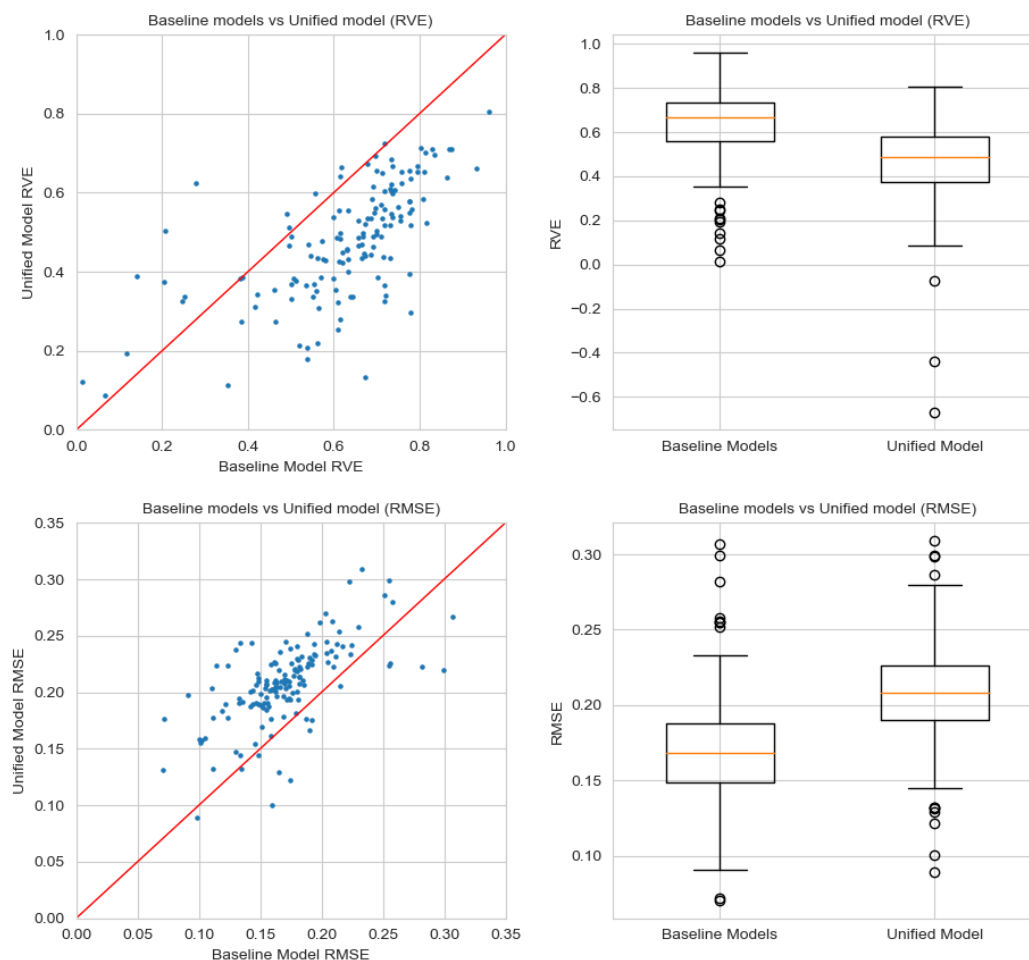 Baseline models vs Unified model (RVE)
1.0
0.8
0.6
0.4
0.2
0.0
Unified Model RVE
0.0 0.2 0.4 0.6 0.8 1.0
Baseline Model RVE
Baseline models vs Unified model (RVE)
1.0
0.8
0.6
0.4
0.2
0.0
−0.2
−0.4
−0.6
RVE
Baseline Models Unified Model
Baseline models vs Unified model (RMSE)
0.35
0.30
0.25
0.20
0.15
0.10
0.05
0.00
Unified Model RMSE
0.00 0.05 0.10 0.15 0.20 0.25 0.30 0.35
Baseline Model RMSE
Baseline models vs Unified model (RMSE)
0.30
0.25
0.20
0.15
0.10
RMSE
Baseline Models Unified Model